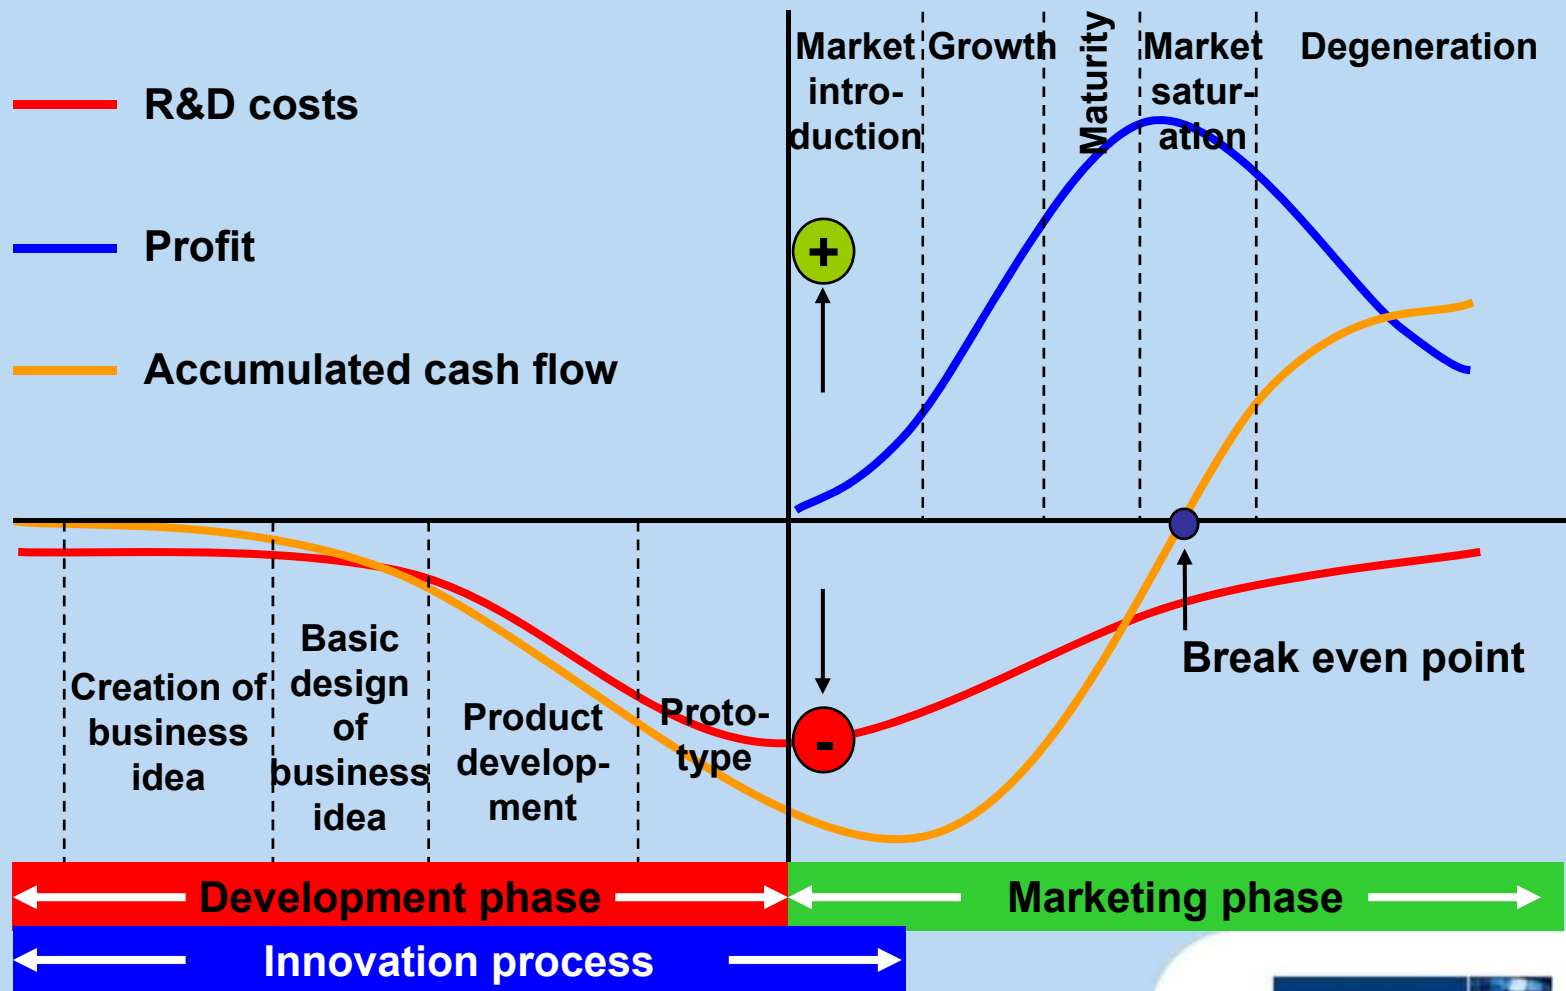 R&D costs
Profit
Accumulated cash flow
Market
intro-
duction
Growth
Maturity
Market
satur-
ation
Degeneration
+
Creation of
business
idea
Basic
design
of
business
idea
Product
develop-
ment
Proto-
type
-
Break even point
Development phase
Marketing phase
Innovation process